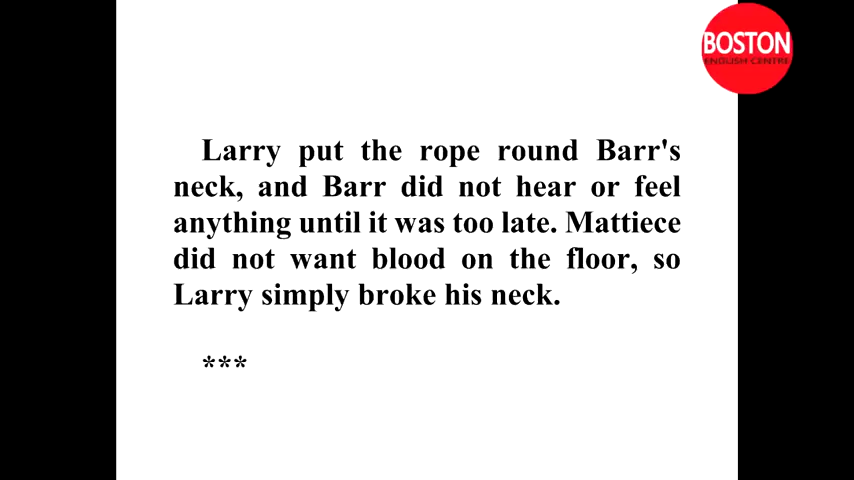 BOSTON
ENGLISH CENTRE
Larry put the rope round Barr's
neck, and Barr did not hear or feel
anything until it was too late. Mattiece
did not want blood on the floor, so
Larry simply broke his neck.
***